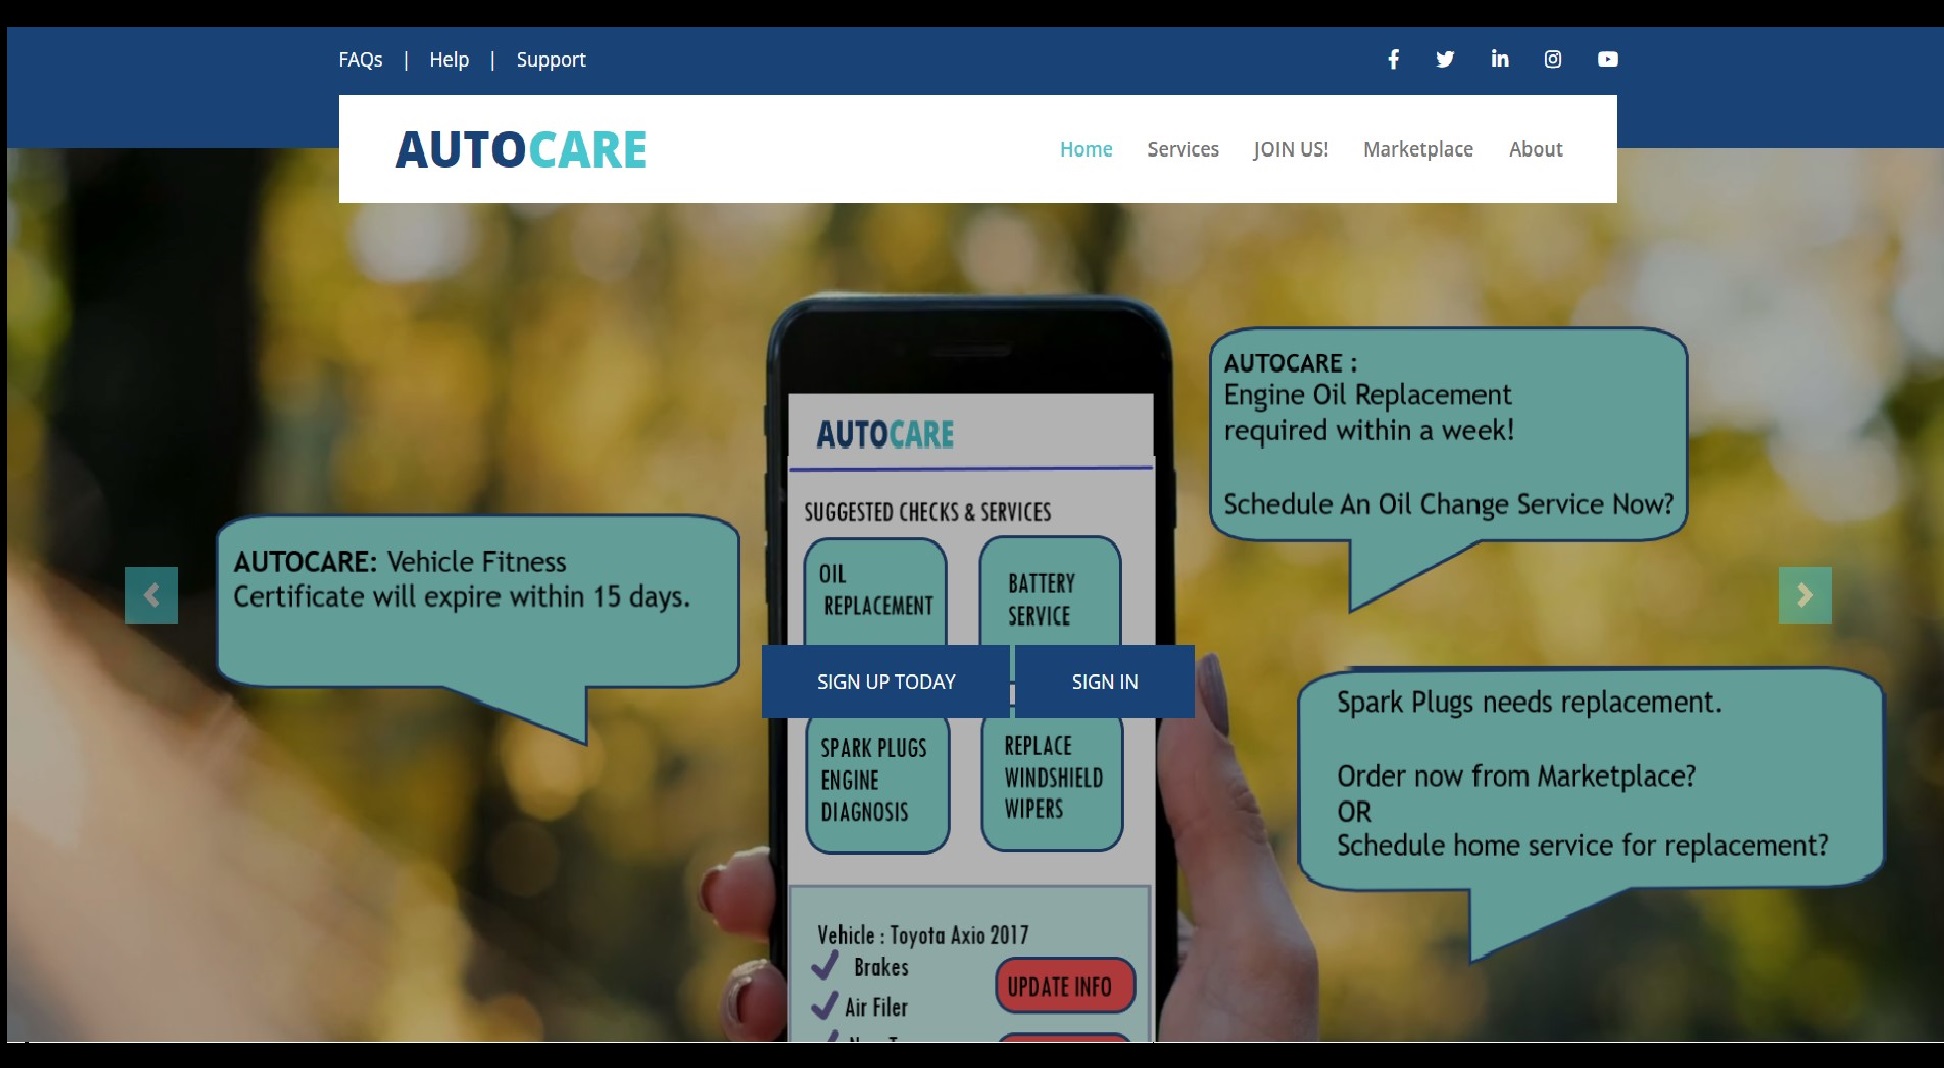 FAQs | Help | Support
AUTOCARE
Home Services JOIN US! Marketplace About
AUTOCARE :
Engine Oil Replacement
required within a week!
Schedule An Oil Change Service Now?
AUTOCARE: Vehicle Fitness
Certificate will expire within 15 days.
AUTOCARE
SUGGESTED CHECKS & SERVICES
OIL
REPLACEMENT
BATTERY
SERVICE
SIGN UP TODAY
SIGN IN
SPARK PLUGS
ENGINE
DIAGNOSIS
REPLACE
WINDSHIELD
WIPERS
Spark Plugs needs replacement.
Order now from Marketplace?
OR
Schedule home service for replacement?
Vehicle : Toyota Axio 2017
Brakes
Air Filer
UPDATE INFO